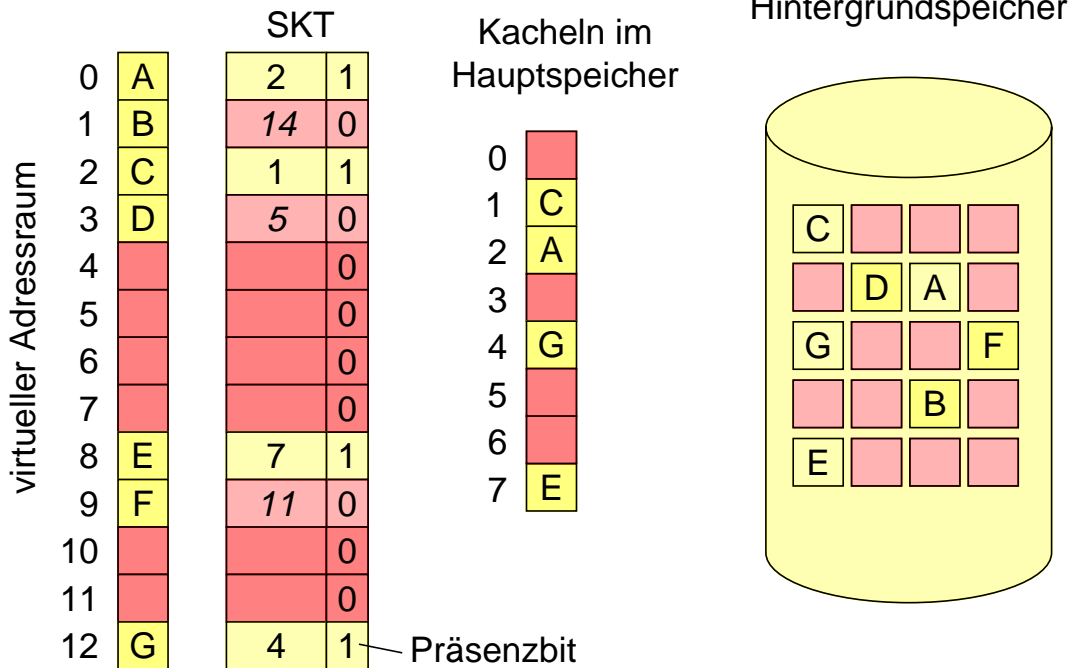 Hintergrundspeicher
SKT
Kacheln im
Hauptspeicher
virtueller Adressraum
0 A 2 1
1 B 14 0
2 C 1 1
3 D 5 0
4 0
5 0
6 0
7 0
8 E 7 1
9 F 11 0
10 0
11 0
12 G 4 1
Präsenzbit
0
1 C
2 A
3
4 G
5
6
7 E
C
D A
G F
B
E